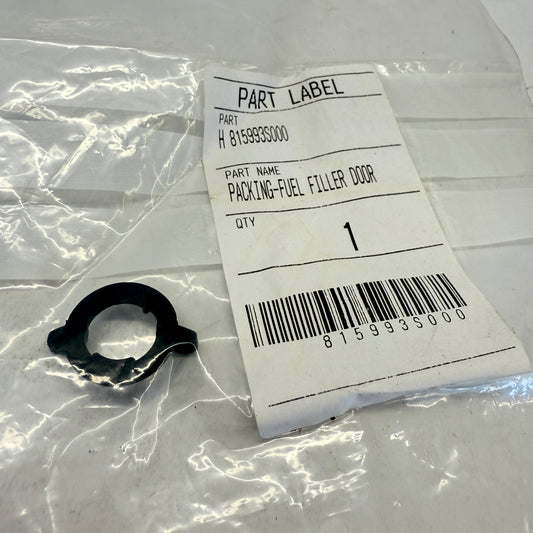 PART LABEL
PART
H 815993S000
PART NAME
PACKING-FUEL FILLER DOOR
QTY
1
815993S000